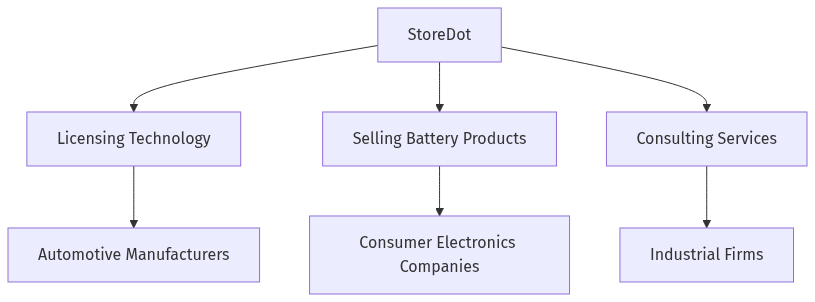 StoreDot
Licensing Technology
Selling Battery Products
Consulting Services
Automotive Manufacturers
Consumer Electronics
Companies
Industrial Firms